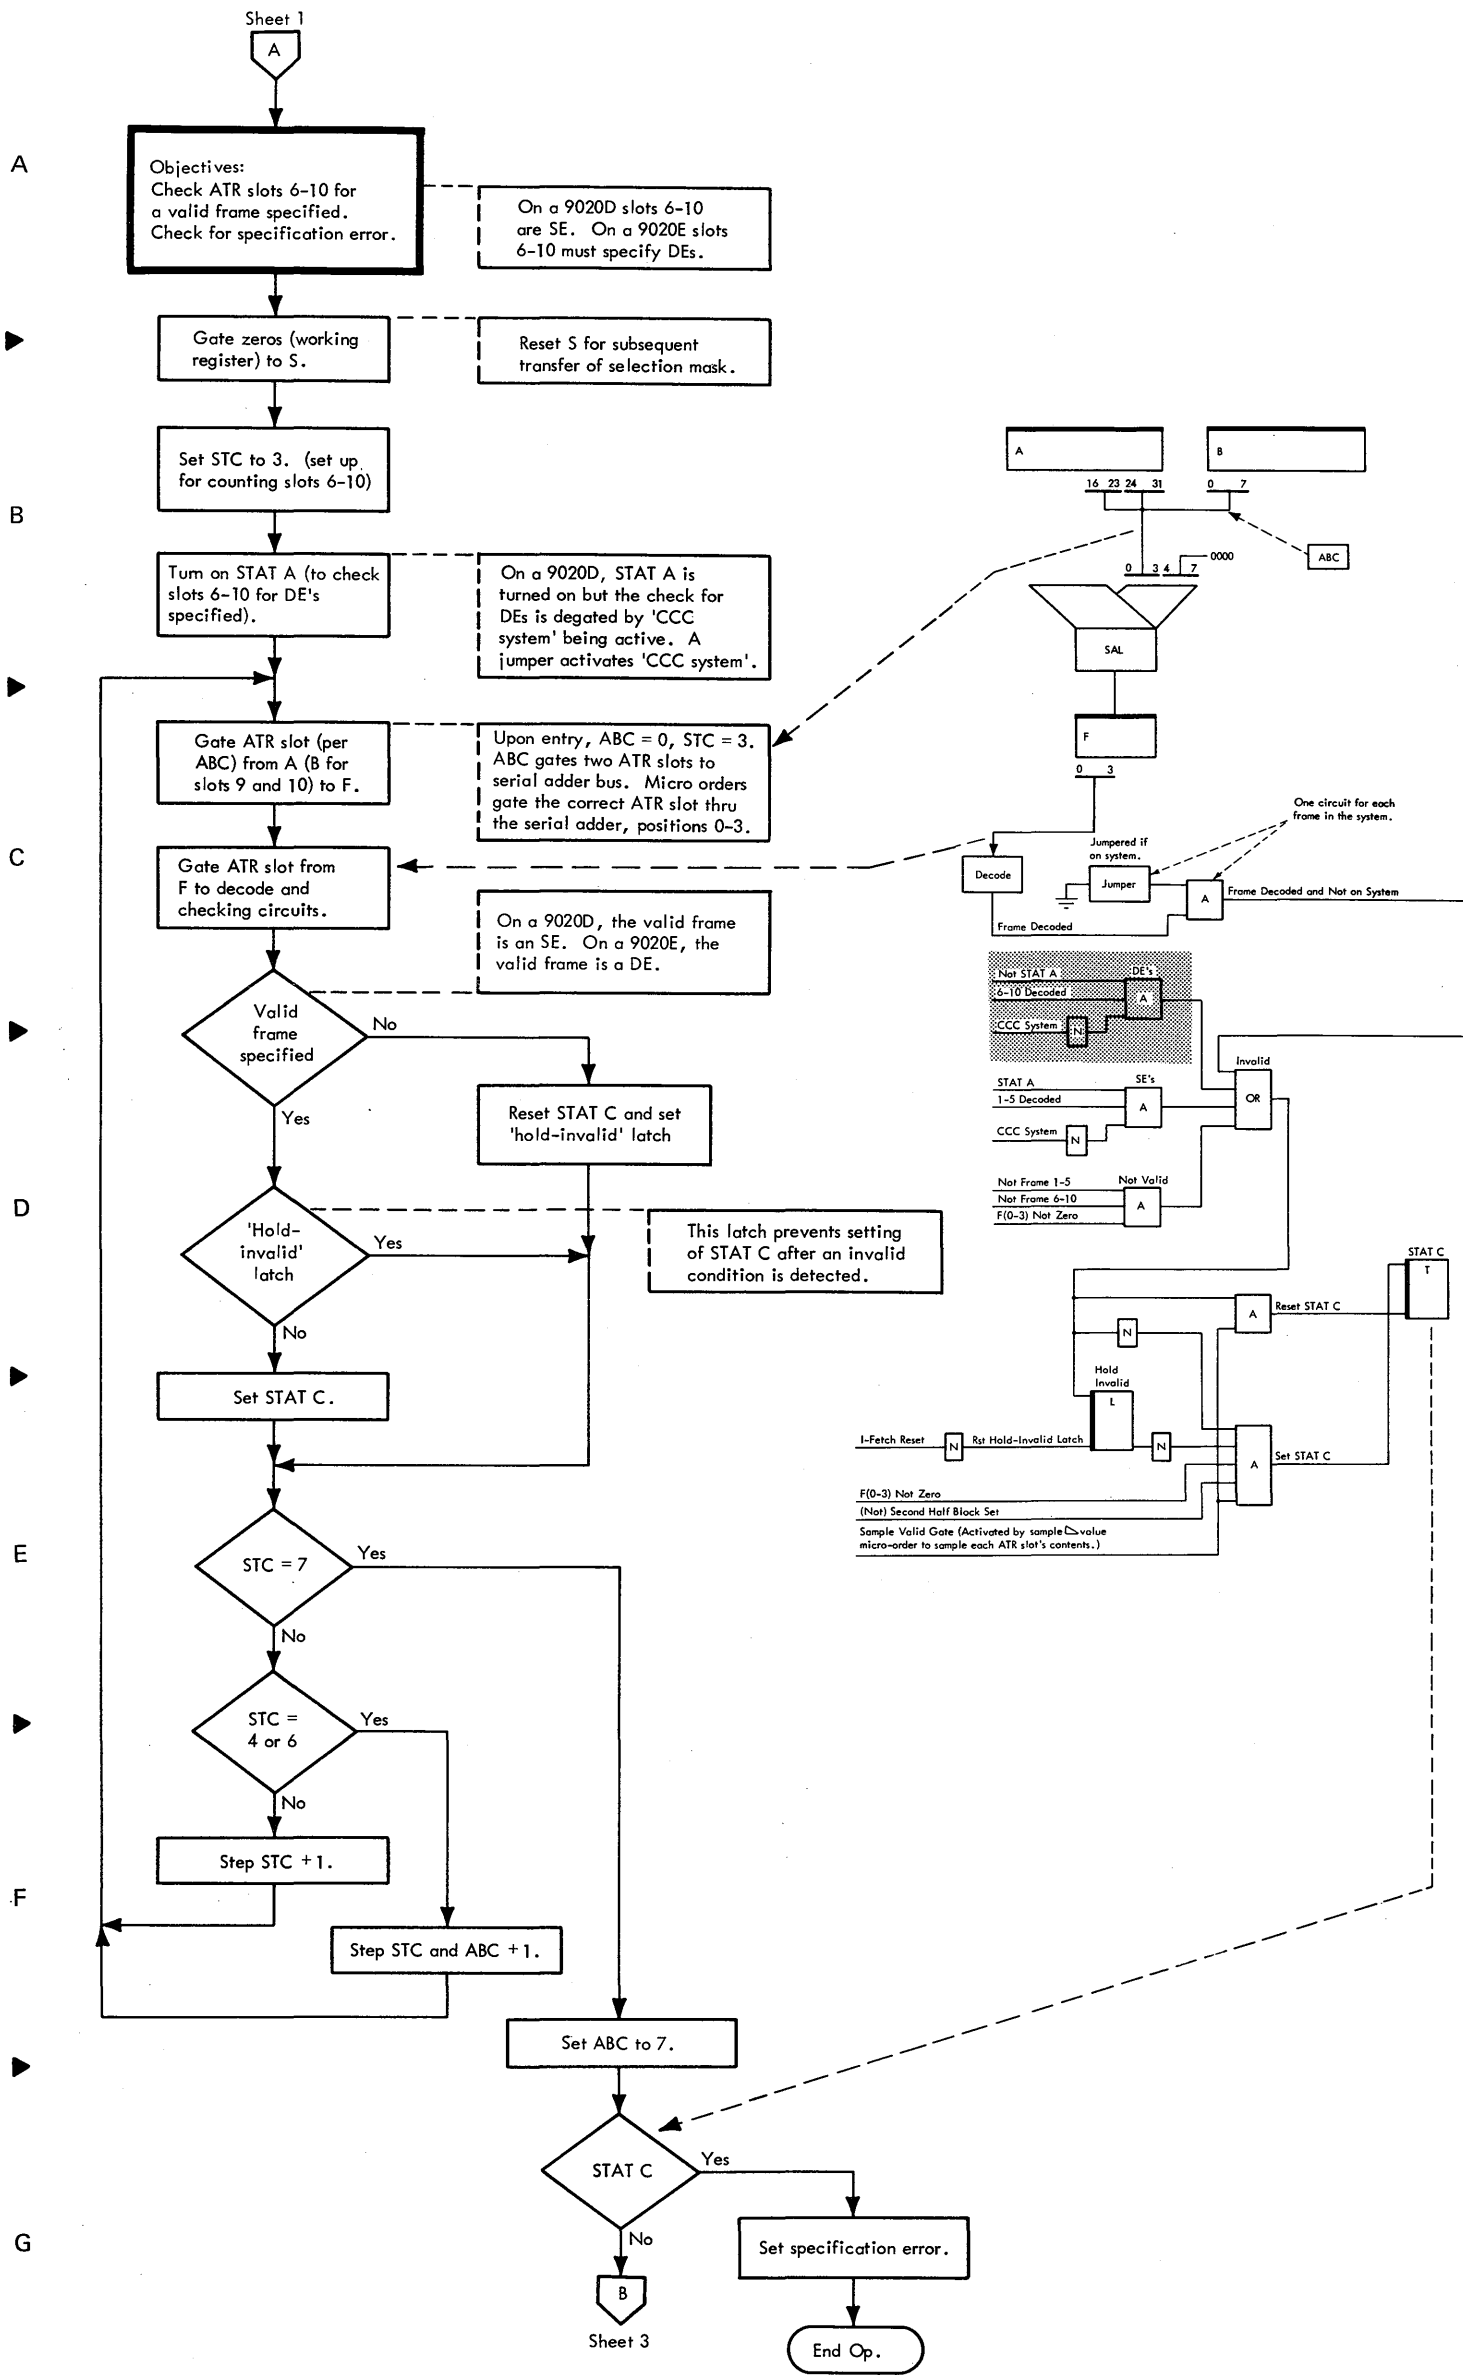 Sheet 1
A
A
Objectives:
Check ATR slots 6-10 for
a valid frame specified.
Check for specification error.
On a 9020D slots 6-10
are SE. On a 9020E slots
6-10 must specify DEs.
Gate zeros (working
register) to S.
Reset S for subsequent
transfer of selection mask.
Set STC to 3. (set up
for counting slots 6-10)
B
Turn on STAT A (to check
slots 6-10 for DE's
specified).
On a 9020D, STAT A is
turned on but the check for
DEs is degated by 'CCC
system' being active. A
jumper activates 'CCC system'.
Gate ATR slot (per
ABC) from A (B for
slots 9 and 10) to F.
Upon entry, ABC = 0, STC = 3.
ABC gates two ATR slots to
serial adder bus. Micro orders
gate the correct ATR slot thru
the serial adder, positions 0-3.
C
Gate ATR slot from
F to decode and
checking circuits.
On a 9020D, the valid frame
is an SE. On a 9020E, the
valid frame is a DE.
Valid
frame
specified
No
Yes
Reset STAT C and set
'hold-invalid' latch
D
'Hold-
invalid'
latch
Yes
No
This latch prevents setting
of STAT C after an invalid
condition is detected.
Set STAT C.
E
STC = 7
Yes
No
STC =
4 or 6
Yes
No
Step STC +1.
F
Step STC and ABC +1.
Set ABC to 7.
STAT C
Yes
No
G
Set specification error.
B
Sheet 3
End Op.
A
B
16 23 24 31
0 7
ABC
0 3 4 7
0000
SAL
F
0 3
One circuit for each
frame in the system.
Jumpered if
on system.
Decode
Jumper
A
Frame Decoded and Not on System
Frame Decoded
Not STAT A
DE's
6-10 Decoded
A
CCC System
N
Invalid
OR
STAT A
SE's
1-5 Decoded
A
CCC System
N
Not Frame 1-5
Not Valid
Not Frame 6-10
A
F(0-3) Not Zero
STAT C
T
A
Reset STAT C
N
Hold
Invalid
L
I-Fetch Reset
N
Rst Hold-Invalid Latch
N
A
Set STAT C
F(0-3) Not Zero
(Not) Second Half Block Set
Sample Valid Gate (Activated by sample value
micro-order to sample each ATR slot's contents.)